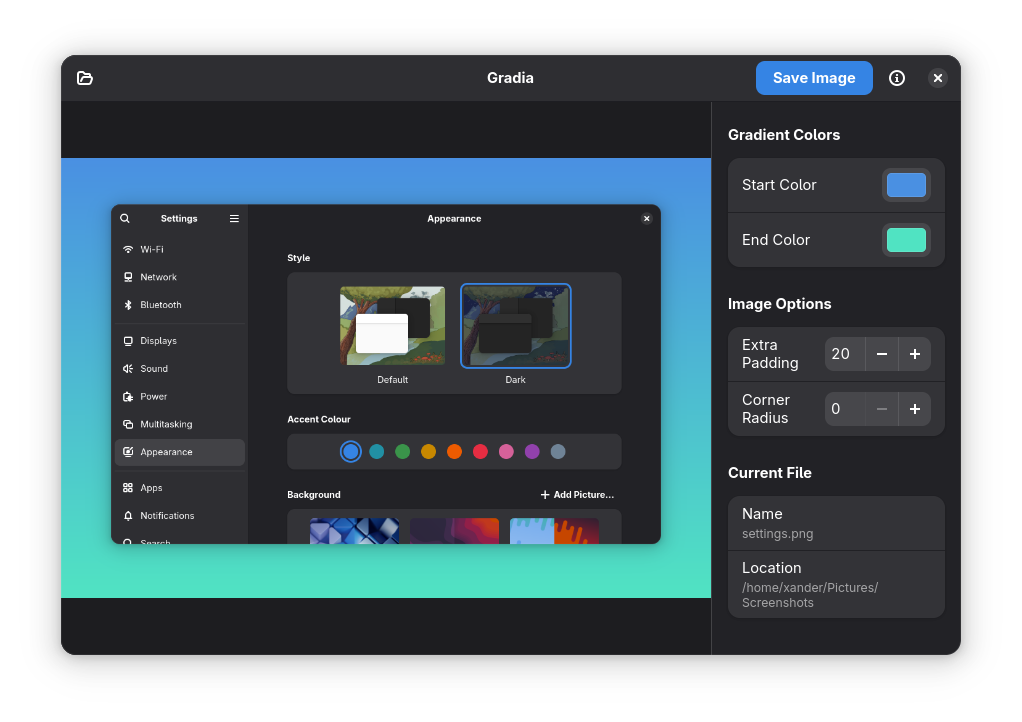 Gradia
Save Image
Settings
Appearance
Wi-Fi
Network
Bluetooth
Displays
Sound
Power
Multitasking
Appearance
Apps
Notifications
Search
Style
Default
Dark
Accent Colour
Background
Add Picture...
Gradient Colors
Start Color
End Color
Image Options
Extra
Padding
20
Corner
Radius
0
Current File
Name
settings.png
Location
/home/xander/Pictures/
Screenshots